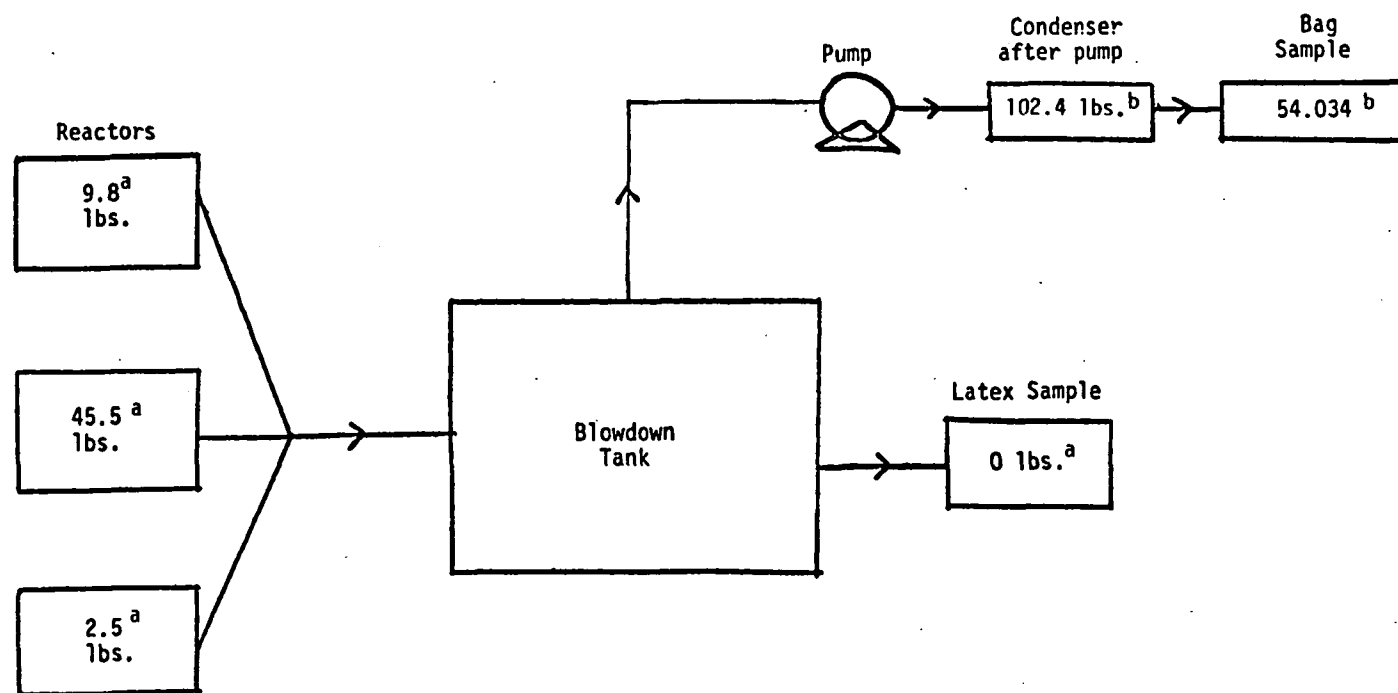 Reactors
9.8ᵃ
lbs.
45.5 ᵃ
lbs.
2.5ᵃ
lbs.
Blowdown
Tank
Pump
Condenser
after pump
102.4 lbs.ᵇ
Bag
Sample
54.034 ᵇ
Latex Sample
0 lbs.ᵃ